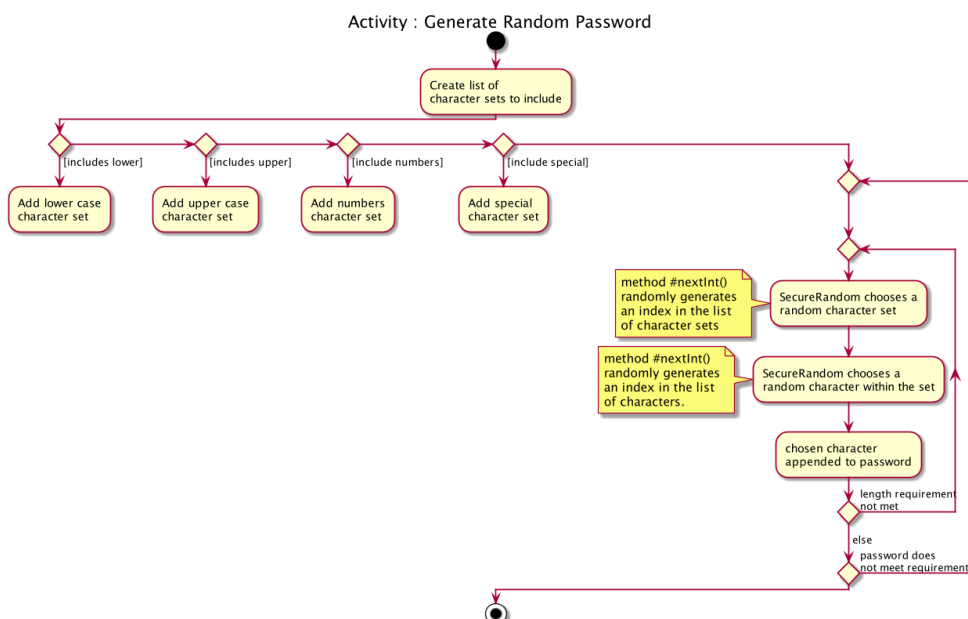 Activity : Generate Random Password
Create list of
character sets to include
[includes lower]
[includes upper]
[include numbers]
[include special]
Add lower case
character set
Add upper case
character set
Add numbers
character set
Add special
character set
method #nextInt()
randomly generates
an index in the list
of character sets
SecureRandom chooses a
random character set
method #nextInt()
randomly generates
an index in the list
of characters.
SecureRandom chooses a
random character within the set
chosen character
appended to password
length requirement
not met
else
password does
not meet requirement